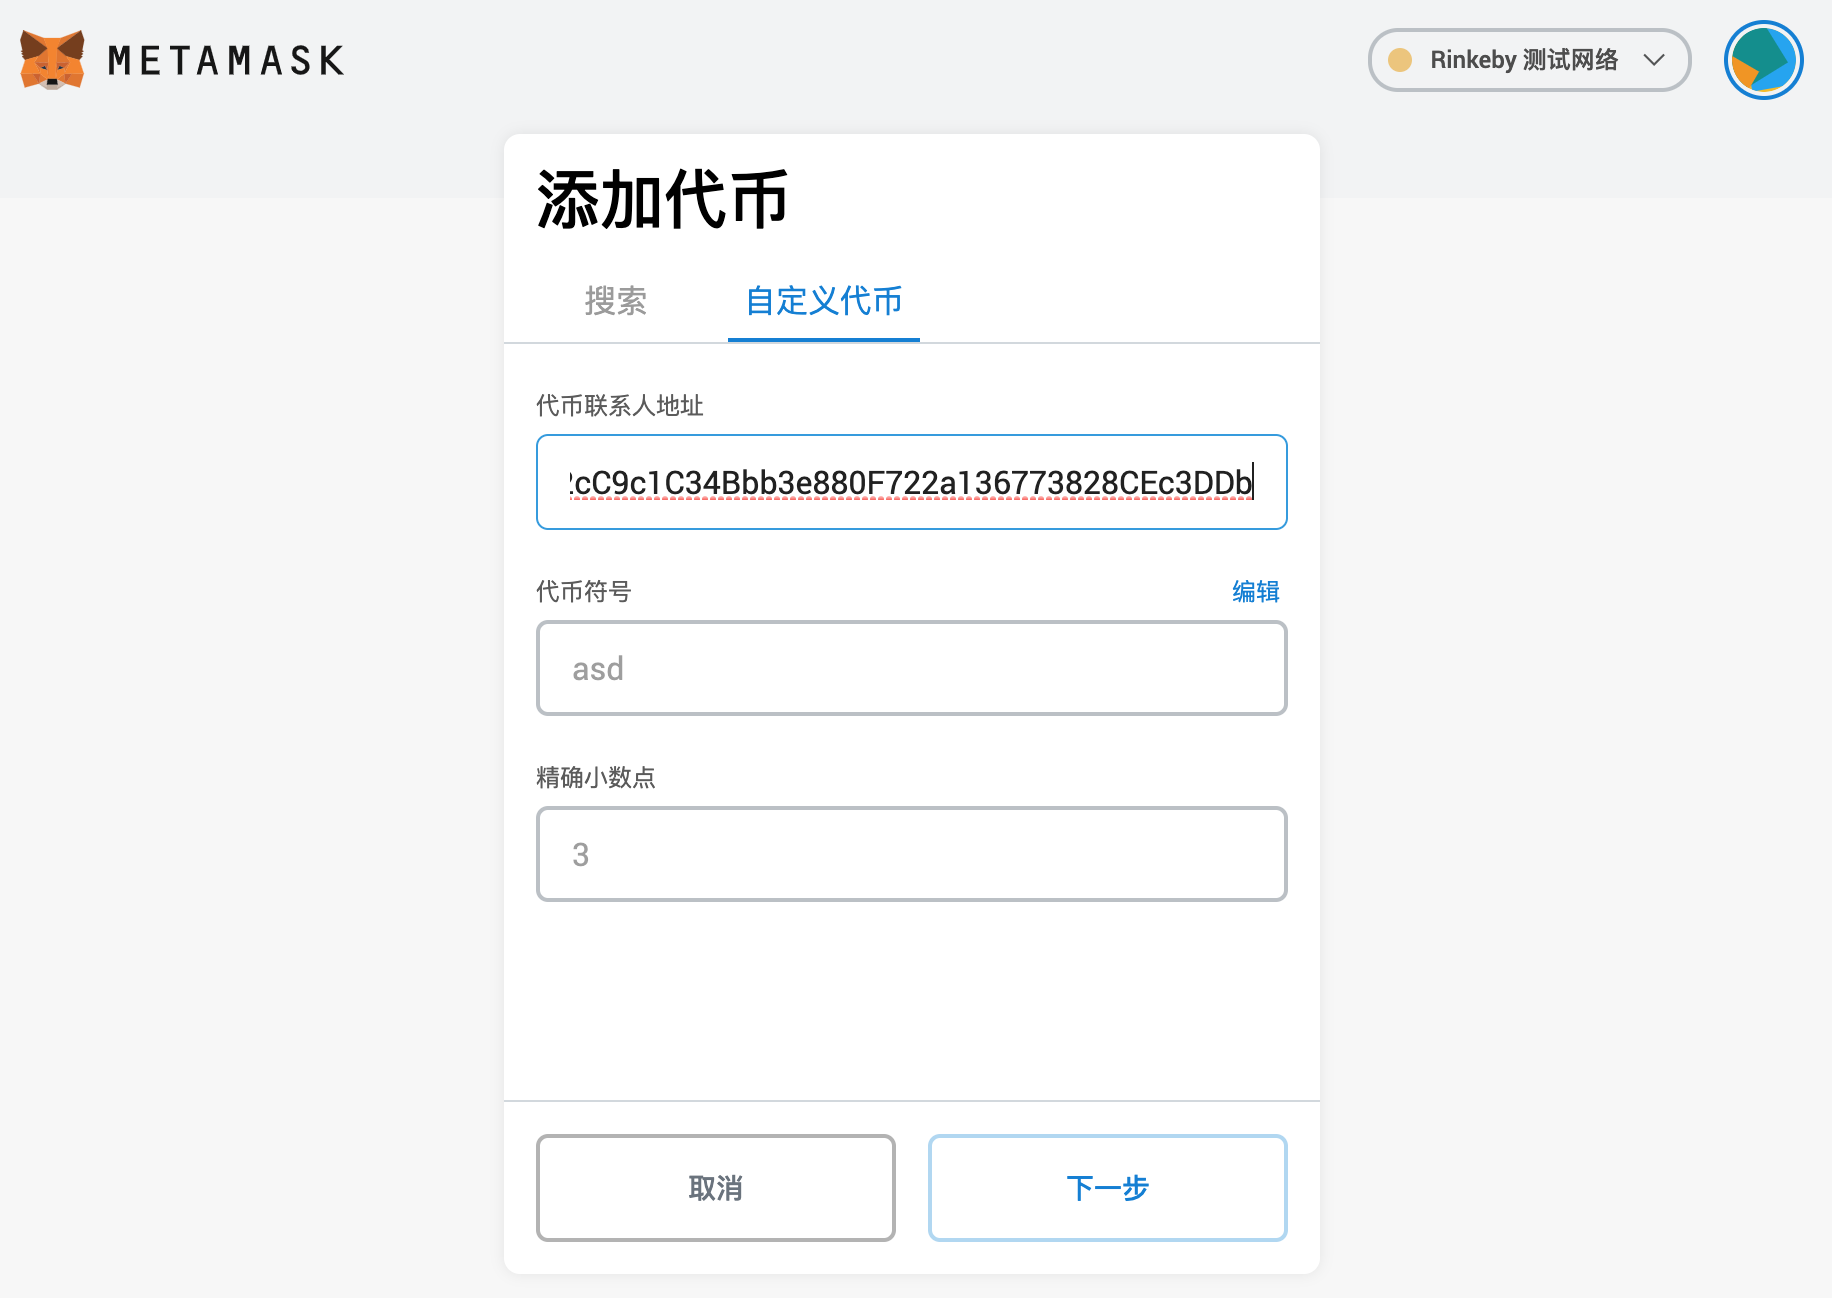 METAMASK
Rinkeby 测试网络
添加代币
搜索
自定义代币
代币联系人地址
cC9c1C34Bbb3e880F722a136773828CEc3DDb
代币符号
编辑
asd
精确小数点
3
取消
下一步